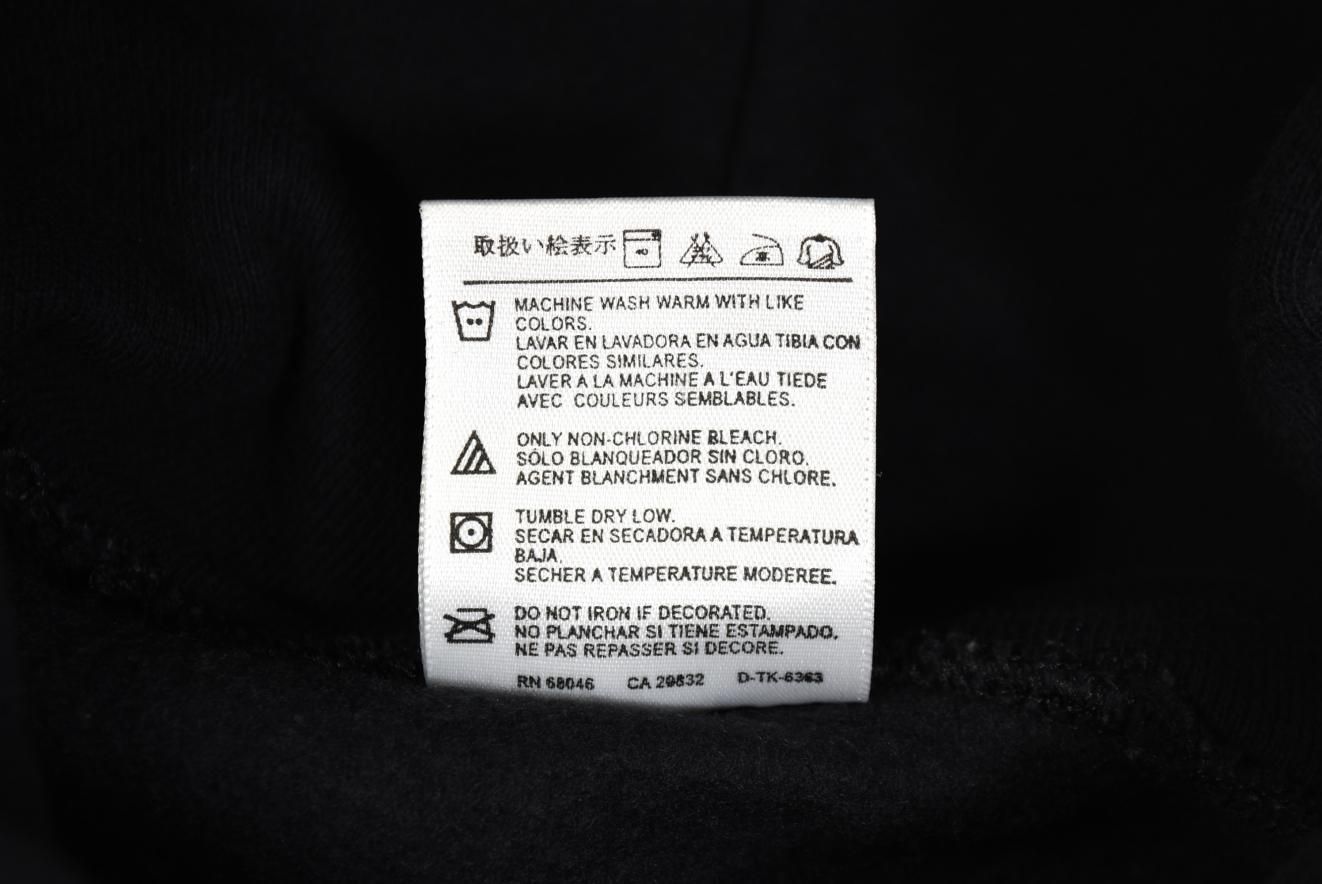 取扱い絵表示
MACHINE WASH WARM WITH LIKE
COLORS.
LAVAR EN LAVADORA EN AGUA TIBIA CON
COLORES SIMILARES.
LAVER A LA MACHINE A L'EAU TIEDE
AVEC COULEURS SEMBLABLES.
ONLY NON-CHLORINE BLEACH.
SÓLO BLANQUEADOR SIN CLORO.
AGENT BLANCHMENT SANS CHLORE.
TUMBLE DRY LOW.
SECAR EN SECADORA A TEMPERATURA
BAJA.
SECHER A TEMPERATURE MODEREE.
DO NOT IRON IF DECORATED.
NO PLANCHAR SI TIENE ESTAMPADO.
NE PAS REPASSER SI DECORE.
RN 68046 CA 29832 D-TK-6363